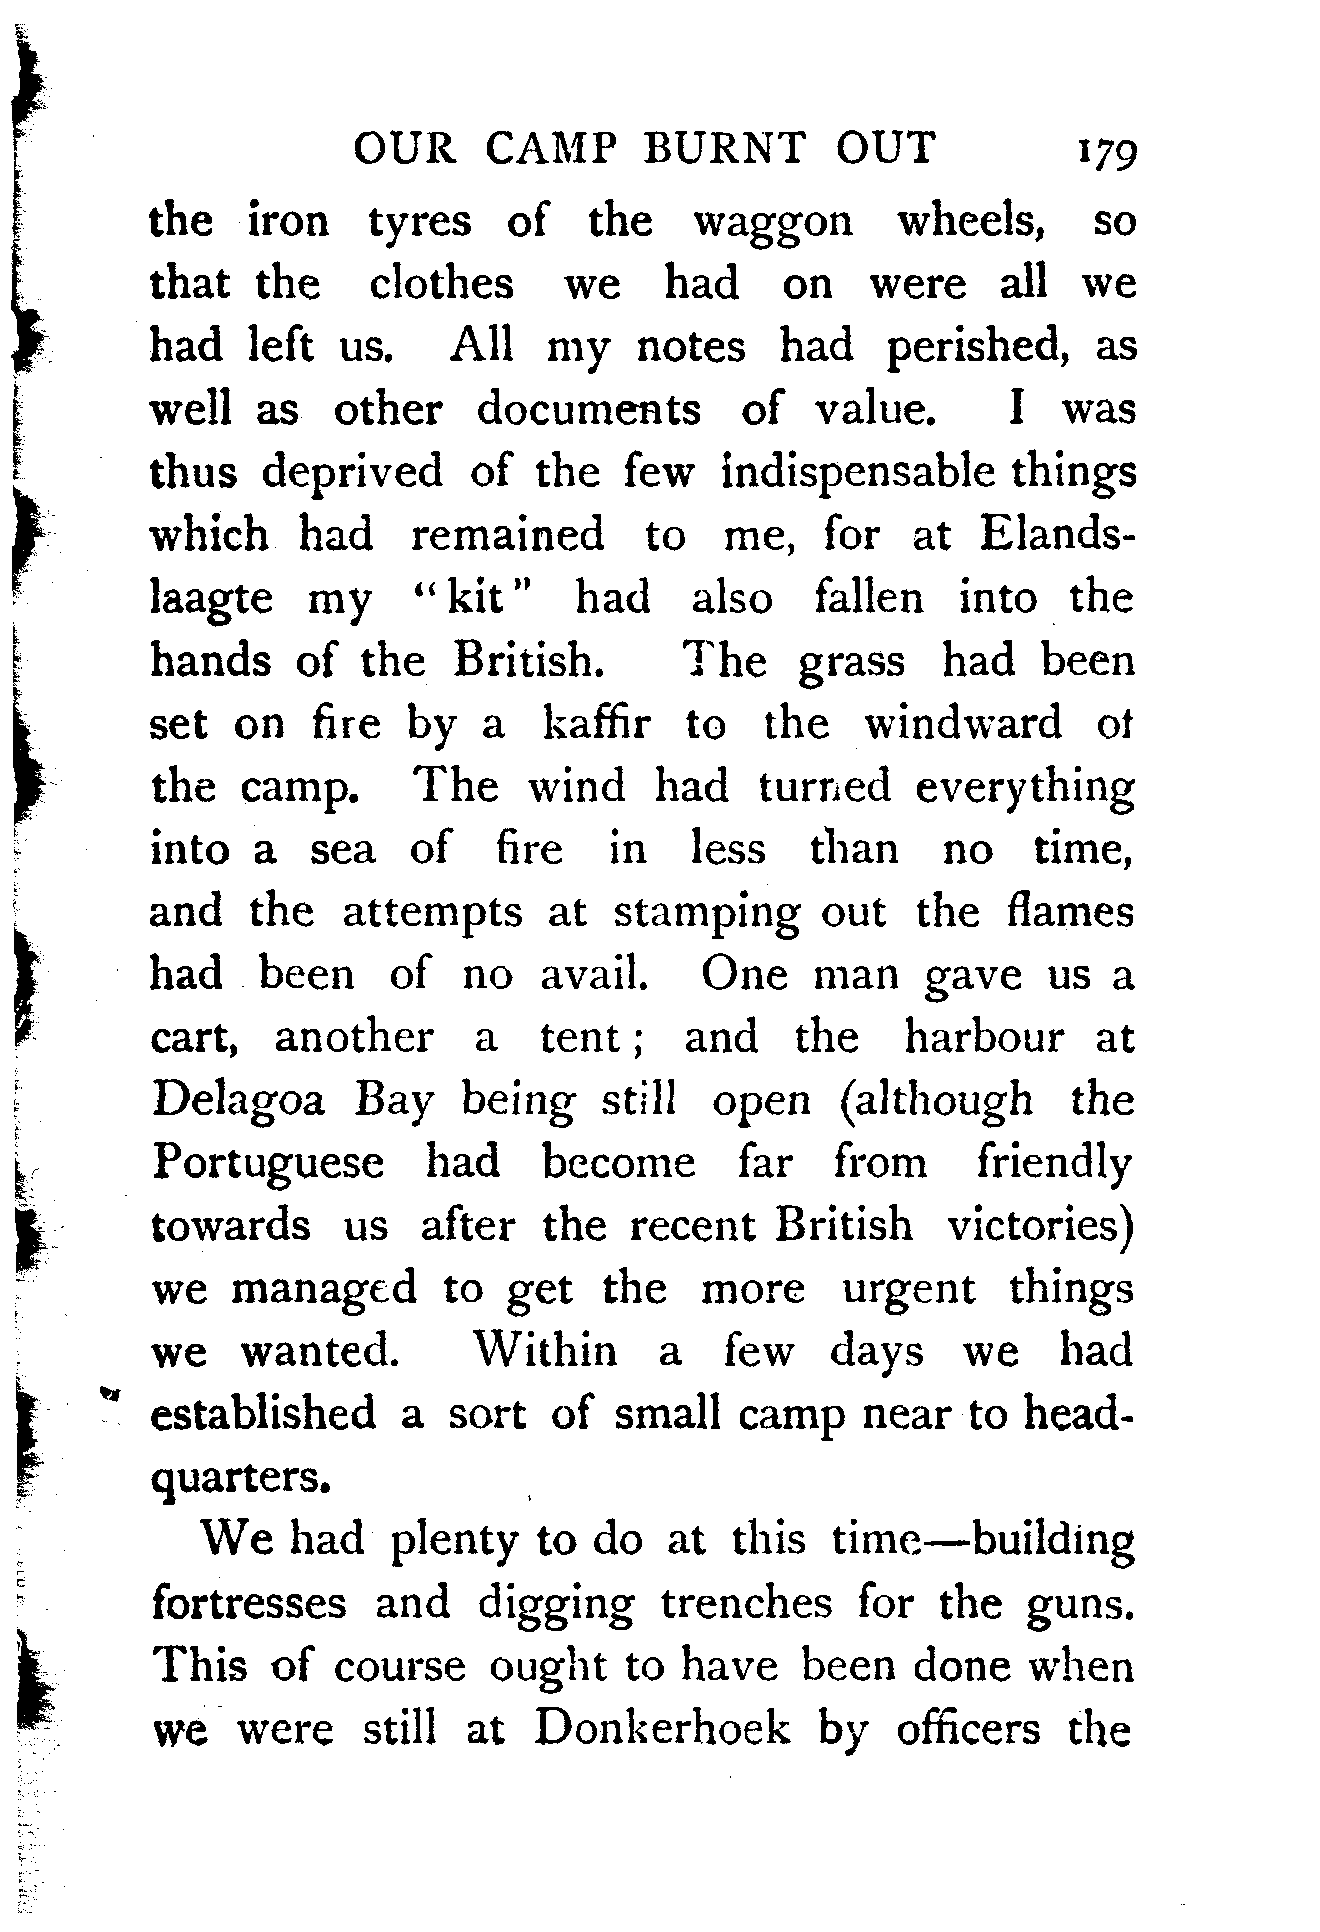 OUR CAMP BURNT OUT 179
the iron tyres of the waggon wheels, so
that the clothes we had on were all we
had left us. All my notes had perished, as
well as other documents of value. I was
thus deprived of the few indispensable things
which had remained to me, for at Elands-
laagte my "kit" had also fallen into the
hands of the British. The grass had been
set on fire by a kaffir to the windward of
the camp. The wind had turned everything
into a sea of fire in less than no time,
and the attempts at stamping out the flames
had been of no avail. One man gave us a
cart, another a tent; and the harbour at
Delagoa Bay being still open (although the
Portuguese had become far from friendly
towards us after the recent British victories)
we managed to get the more urgent things
we wanted. Within a few days we had
established a sort of small camp near to head-
quarters.
We had plenty to do at this time—building
fortresses and digging trenches for the guns.
This of course ought to have been done when
we were still at Donkerhoek by officers the